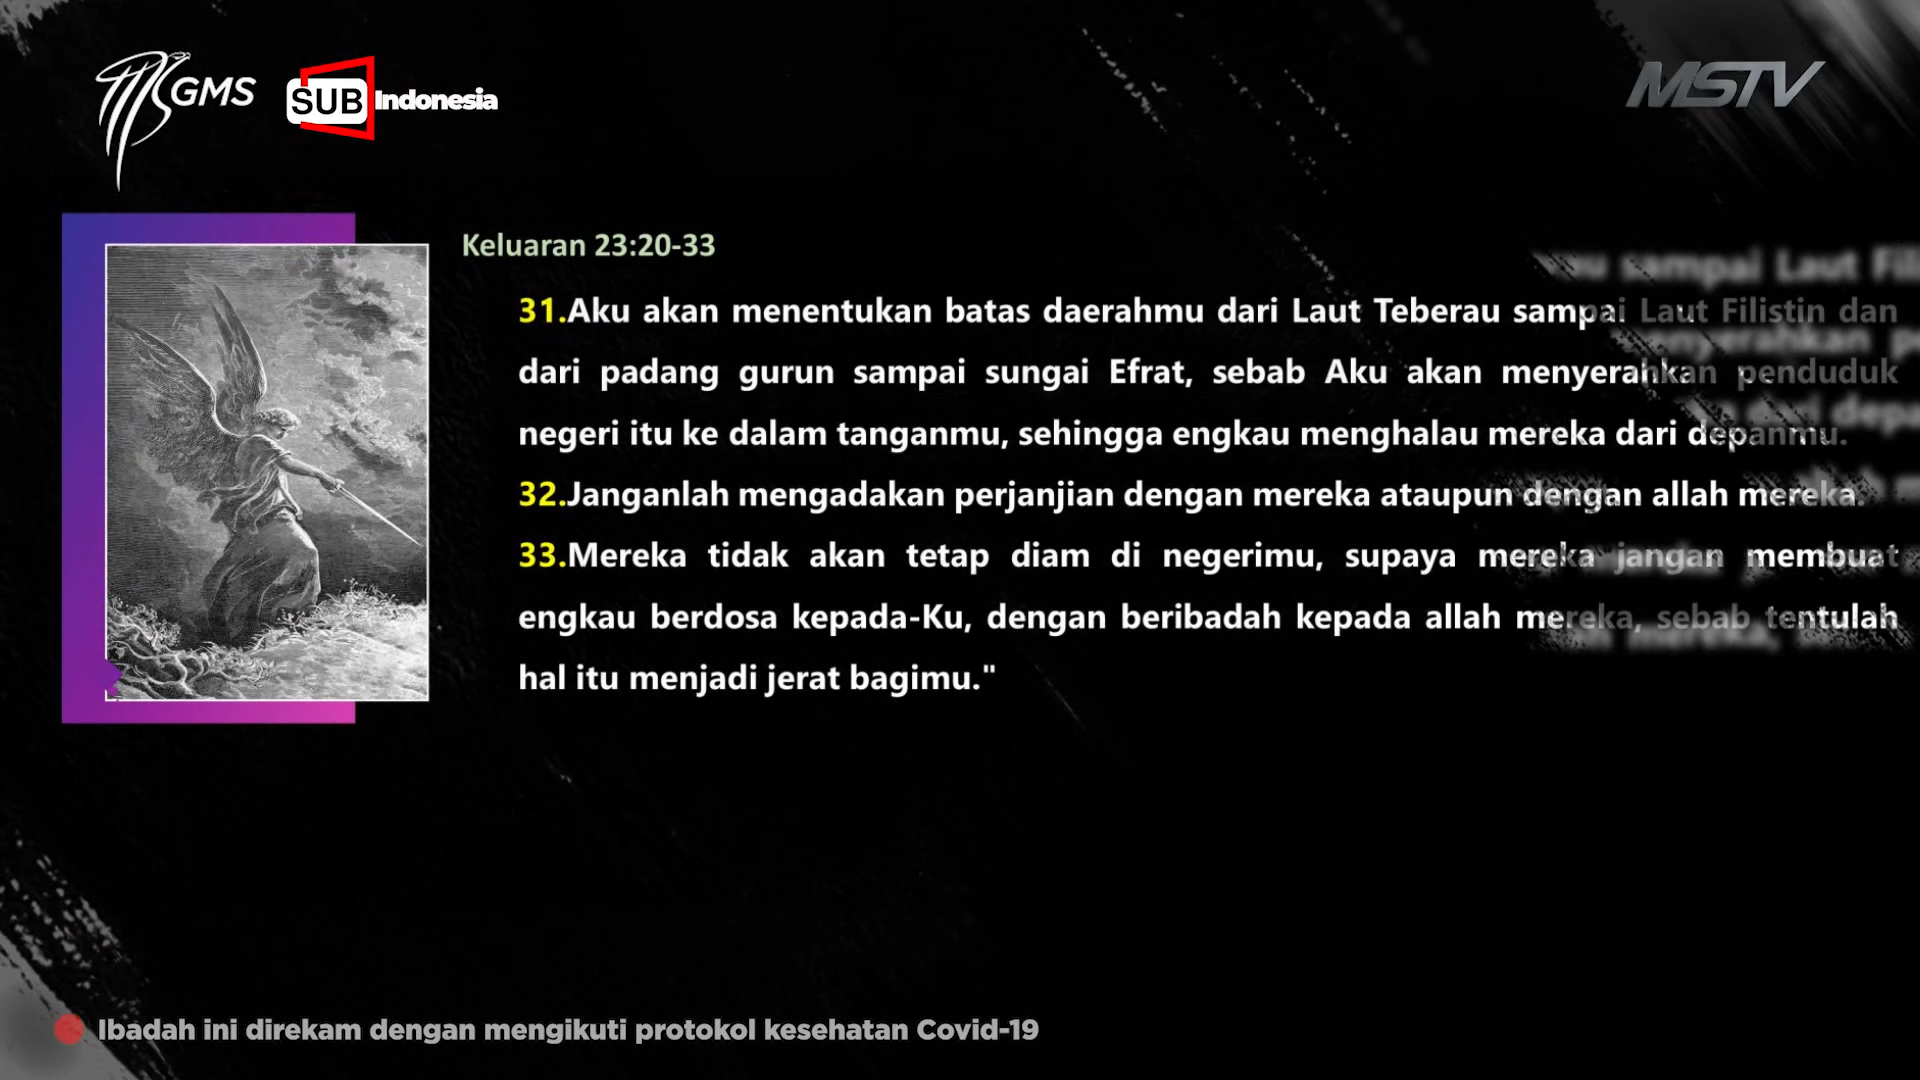 GMS
SUB Indonesia
MSTV
Keluaran 23:20-33
31.Aku akan menentukan batas daerahmu dari Laut Teberau sampai Laut Filistin dan
dari padang gurun sampai sungai Efrat, sebab Aku akan menyerahkan penduduk
negeri itu ke dalam tanganmu, sehingga engkau menghalau mereka dari depanmu.
32.Janganlah mengadakan perjanjian dengan mereka ataupun dengan allah mereka.
33.Mereka tidak akan tetap diam di negerimu, supaya mereka jangan membuat
engkau berdosa kepada-Ku, dengan beribadah kepada allah mereka, sebab tentulah
hal itu menjadi jerat bagimu."
Ibadah ini direkam dengan mengikuti protokol kesehatan Covid-19